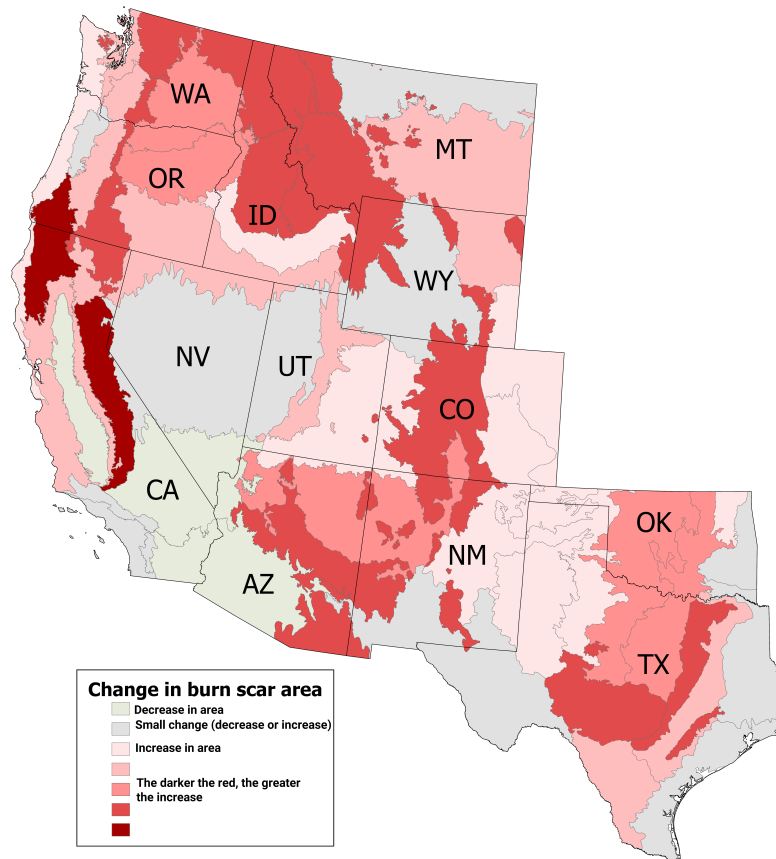 WA
MT
OR
ID
WY
NV
UT
CO
CA
OK
NM
AZ
TX
Change in burn scar area
Decrease in area
Small change (decrease or increase)
Increase in area
The darker the red, the greater
the increase